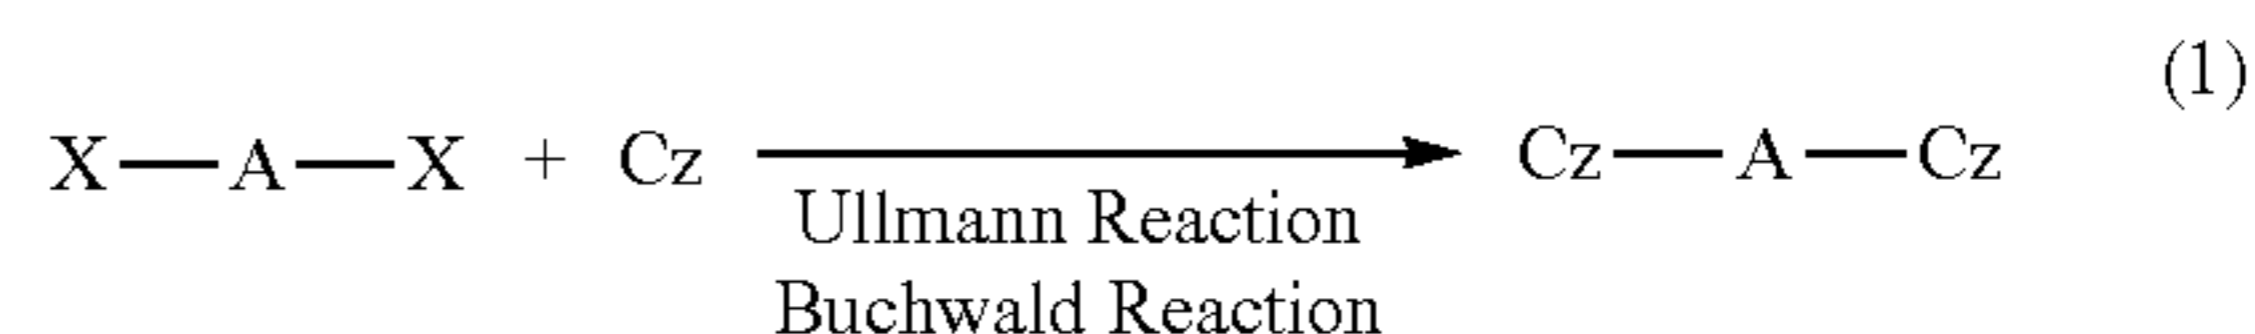 (1)
X—A—X + Cz → Cz—A—Cz
Ullmann Reaction
Buchwald Reaction